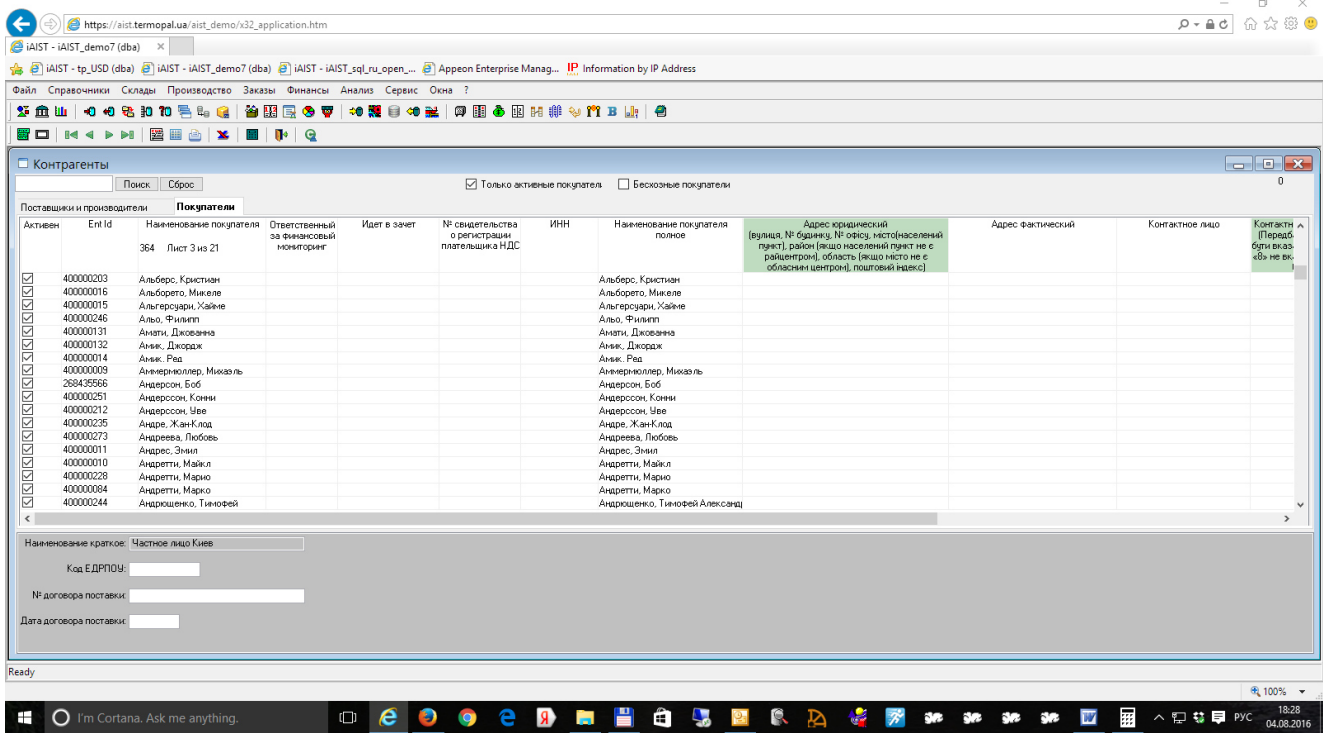 https://aist.termopal.ua/aist_demo/x32_application.htm
iAIST - iAIST_demo7 (dba)
iAIST - tp_USD (dba) iAIST - iAIST_demo7 (dba) iAIST - iAIST_sql_ru_open_... Appeon Enterprise Manag... IP Information by IP Address
Файл Справочники Склады Производство Заказы Финансы Анализ Сервис Окна ?
Контрагенты
Поиск Сброс Только активные покупатели Бесхозные покупатели 0
Поставщики и производители Покупатели
Активен Ent Id Наименование покупателя Ответственный за финансовый мониторинг Идет в зачет № свидетельства о регистрации плательщика НДС ИНН Наименование покупателя полное Адрес юридический Адрес фактический Контактное лицо Контактн
364 Лист 3 из 21
(вулиця, № будинку, № офісу, місто(населений
пункт), район (якщо населений пункт не є
райцентром), область (якщо місто не є
обласним центром), поштовий індекс)
(Передб.
бути вказ
«8» не вк
400000203 Альберс, Кристиан Альберс, Кристиан
400000016 Альборето, Микеле Альборето, Микеле
400000015 Альгерсуари, Хайме Альгерсуари, Хайме
400000246 Альо, Филипп Альо, Филипп
400000131 Амати, Джованна Амати, Джованна
400000132 Амик, Джордж Амик, Джордж
400000014 Амик. Ред Амик. Ред
400000009 Аммермюллер, Михаэль Аммермюллер, Михаэль
268435566 Андерсон, Боб Андерсон, Боб
400000251 Андерссон, Конни Андерссон, Конни
400000212 Андерссон, Уве Андерссон, Уве
400000235 Андре, Жан-Клод Андре, Жан-Клод
400000273 Андреева, Любовь Андреева, Любовь
400000011 Андрес, Эмил Андрес, Эмил
400000010 Андретти, Майкл Андретти, Майкл
400000228 Андретти, Марио Андретти, Марио
400000084 Андретти, Марко Андретти, Марко
400000244 Андрющенко, Тимофей Андрющенко, Тимофей Александ
Наименование краткое: Частное лицо Киев
Код ЕДРПОУ:
№ договора поставки:
Дата договора поставки:
Ready
100%
I'm Cortana. Ask me anything.
РУС 18:28
04.08.2016